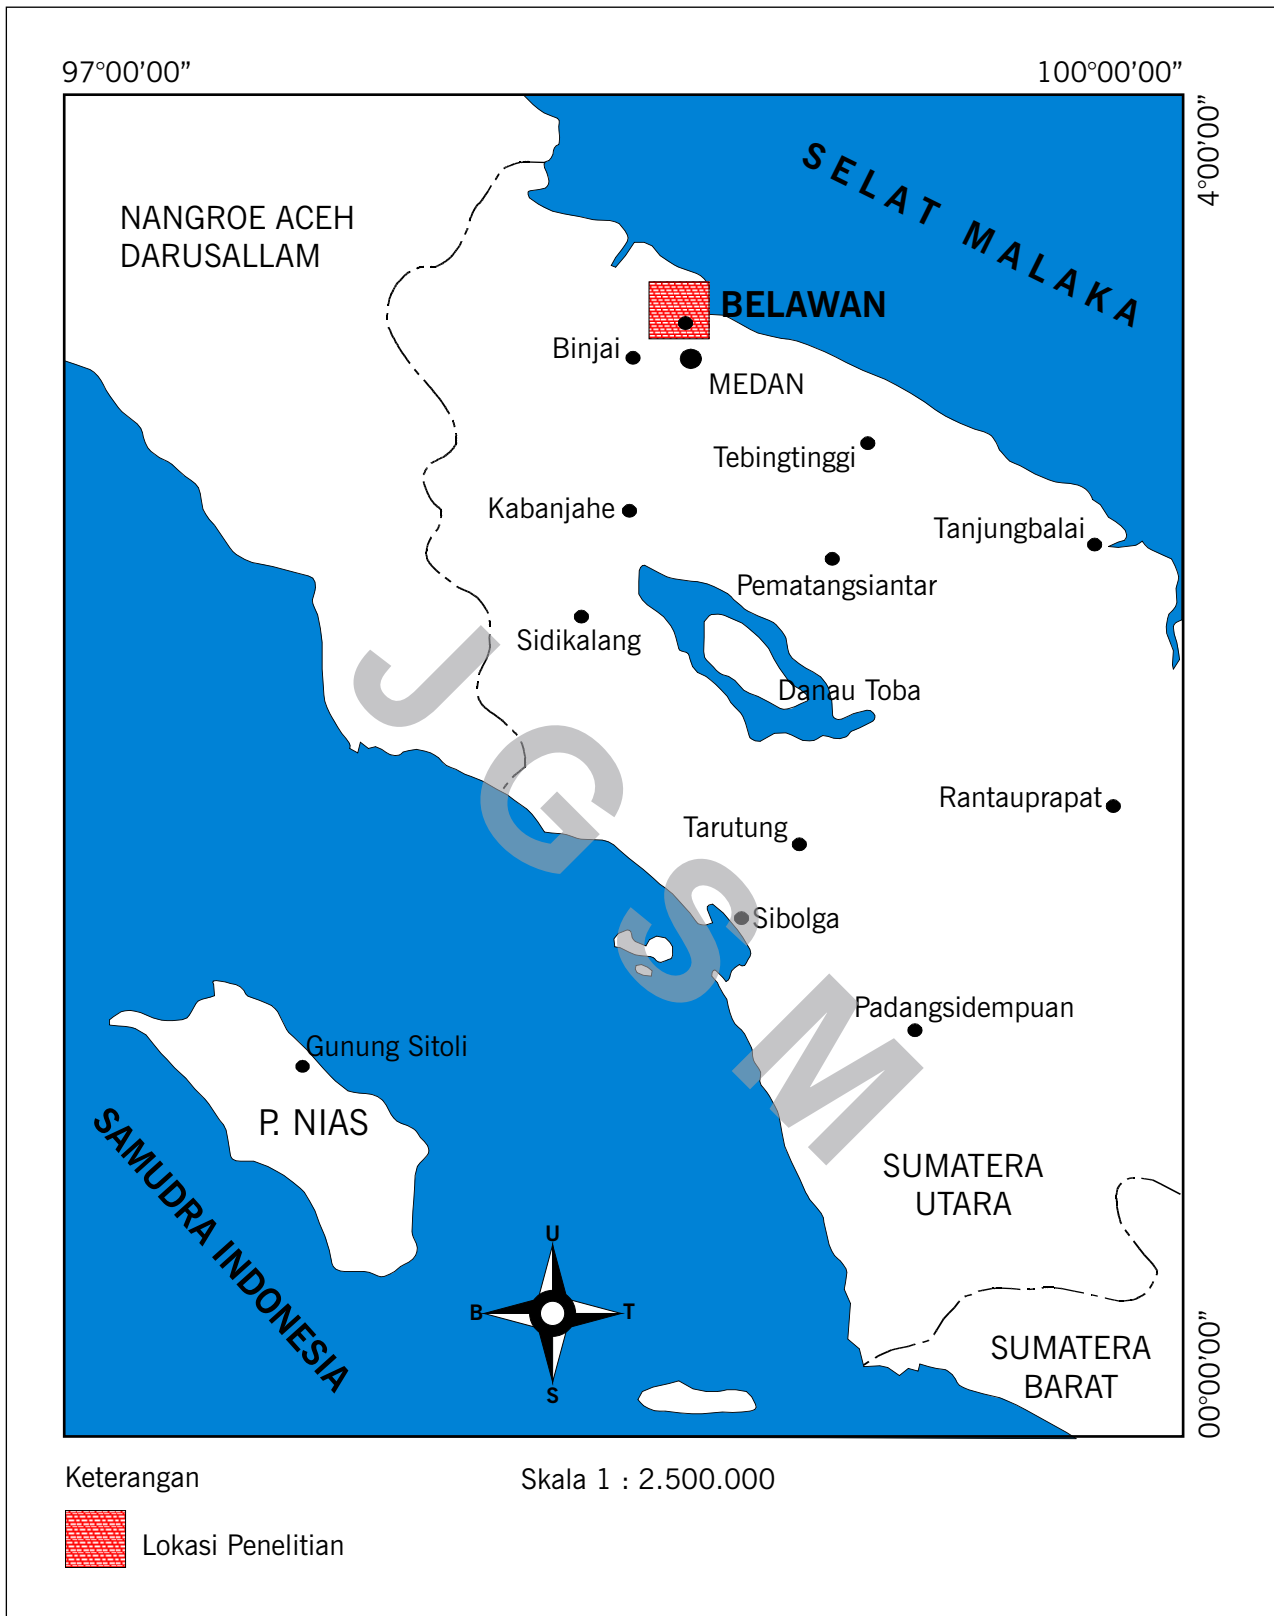 97°00'00"
100°00'00"
4°00'00"
SELAT MALAKA
NANGROE ACEH
DARUSALLAM
BELAWAN
Binjai
MEDAN
Tebingtinggi
Kabanjahe
Tanjungbalai
Pematangsiantar
Sidikalang
Danau Toba
Rantauprapat
Tarutung
Sibolga
Padangsidempuan
Gunung Sitoli
P. NIAS
SAMUDRA INDONESIA
SUMATERA
UTARA
U
B
T
S
SUMATERA
BARAT
00°00'00"
JGSM
Keterangan
Skala 1 : 2.500.000
Lokasi Penelitian